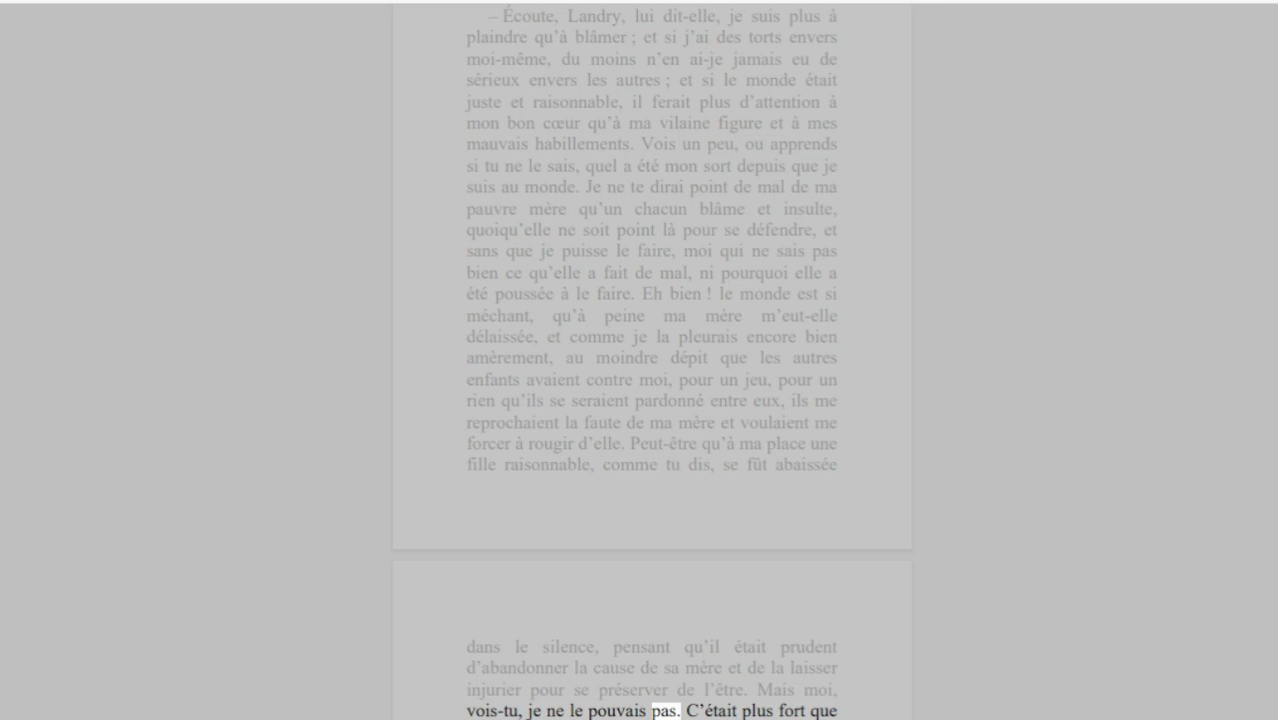 – Écoute, Landry, lui dit-elle, je suis plus à
plaindre qu’à blâmer ; et si j’ai des torts envers
moi-même, du moins n’en ai-je jamais eu de
sérieux envers les autres ; et si le monde était
juste et raisonnable, il ferait plus d’attention à
mon bon cœur qu’à ma vilaine figure et à mes
mauvais habillements. Vois un peu, ou apprends
si tu ne le sais, quel a été mon sort depuis que je
suis au monde. Je ne te dirai point de mal de ma
pauvre mère qu’un chacun blâme et insulte,
quoiqu’elle ne soit point là pour se défendre, et
sans que je puisse le faire, moi qui ne sais pas
bien ce qu’elle a fait de mal, ni pourquoi elle a
été poussée à le faire. Eh bien ! le monde est si
méchant, qu’à peine ma mère m’eut-elle
délaissée, et comme je la pleurais encore bien
amèrement, au moindre dépit que les autres
enfants avaient contre moi, pour un jeu, pour un
rien qu’ils se seraient pardonné entre eux, ils me
reprochaient la faute de ma mère et voulaient me
forcer à rougir d’elle. Peut-être qu’à ma place une
fille raisonnable, comme tu dis, se fût abaissée
dans le silence, pensant qu’il était prudent
d’abandonner la cause de sa mère et de la laisser
injurier pour se préserver de l’être. Mais moi,
vois-tu, je ne le pouvais pas. C’était plus fort que